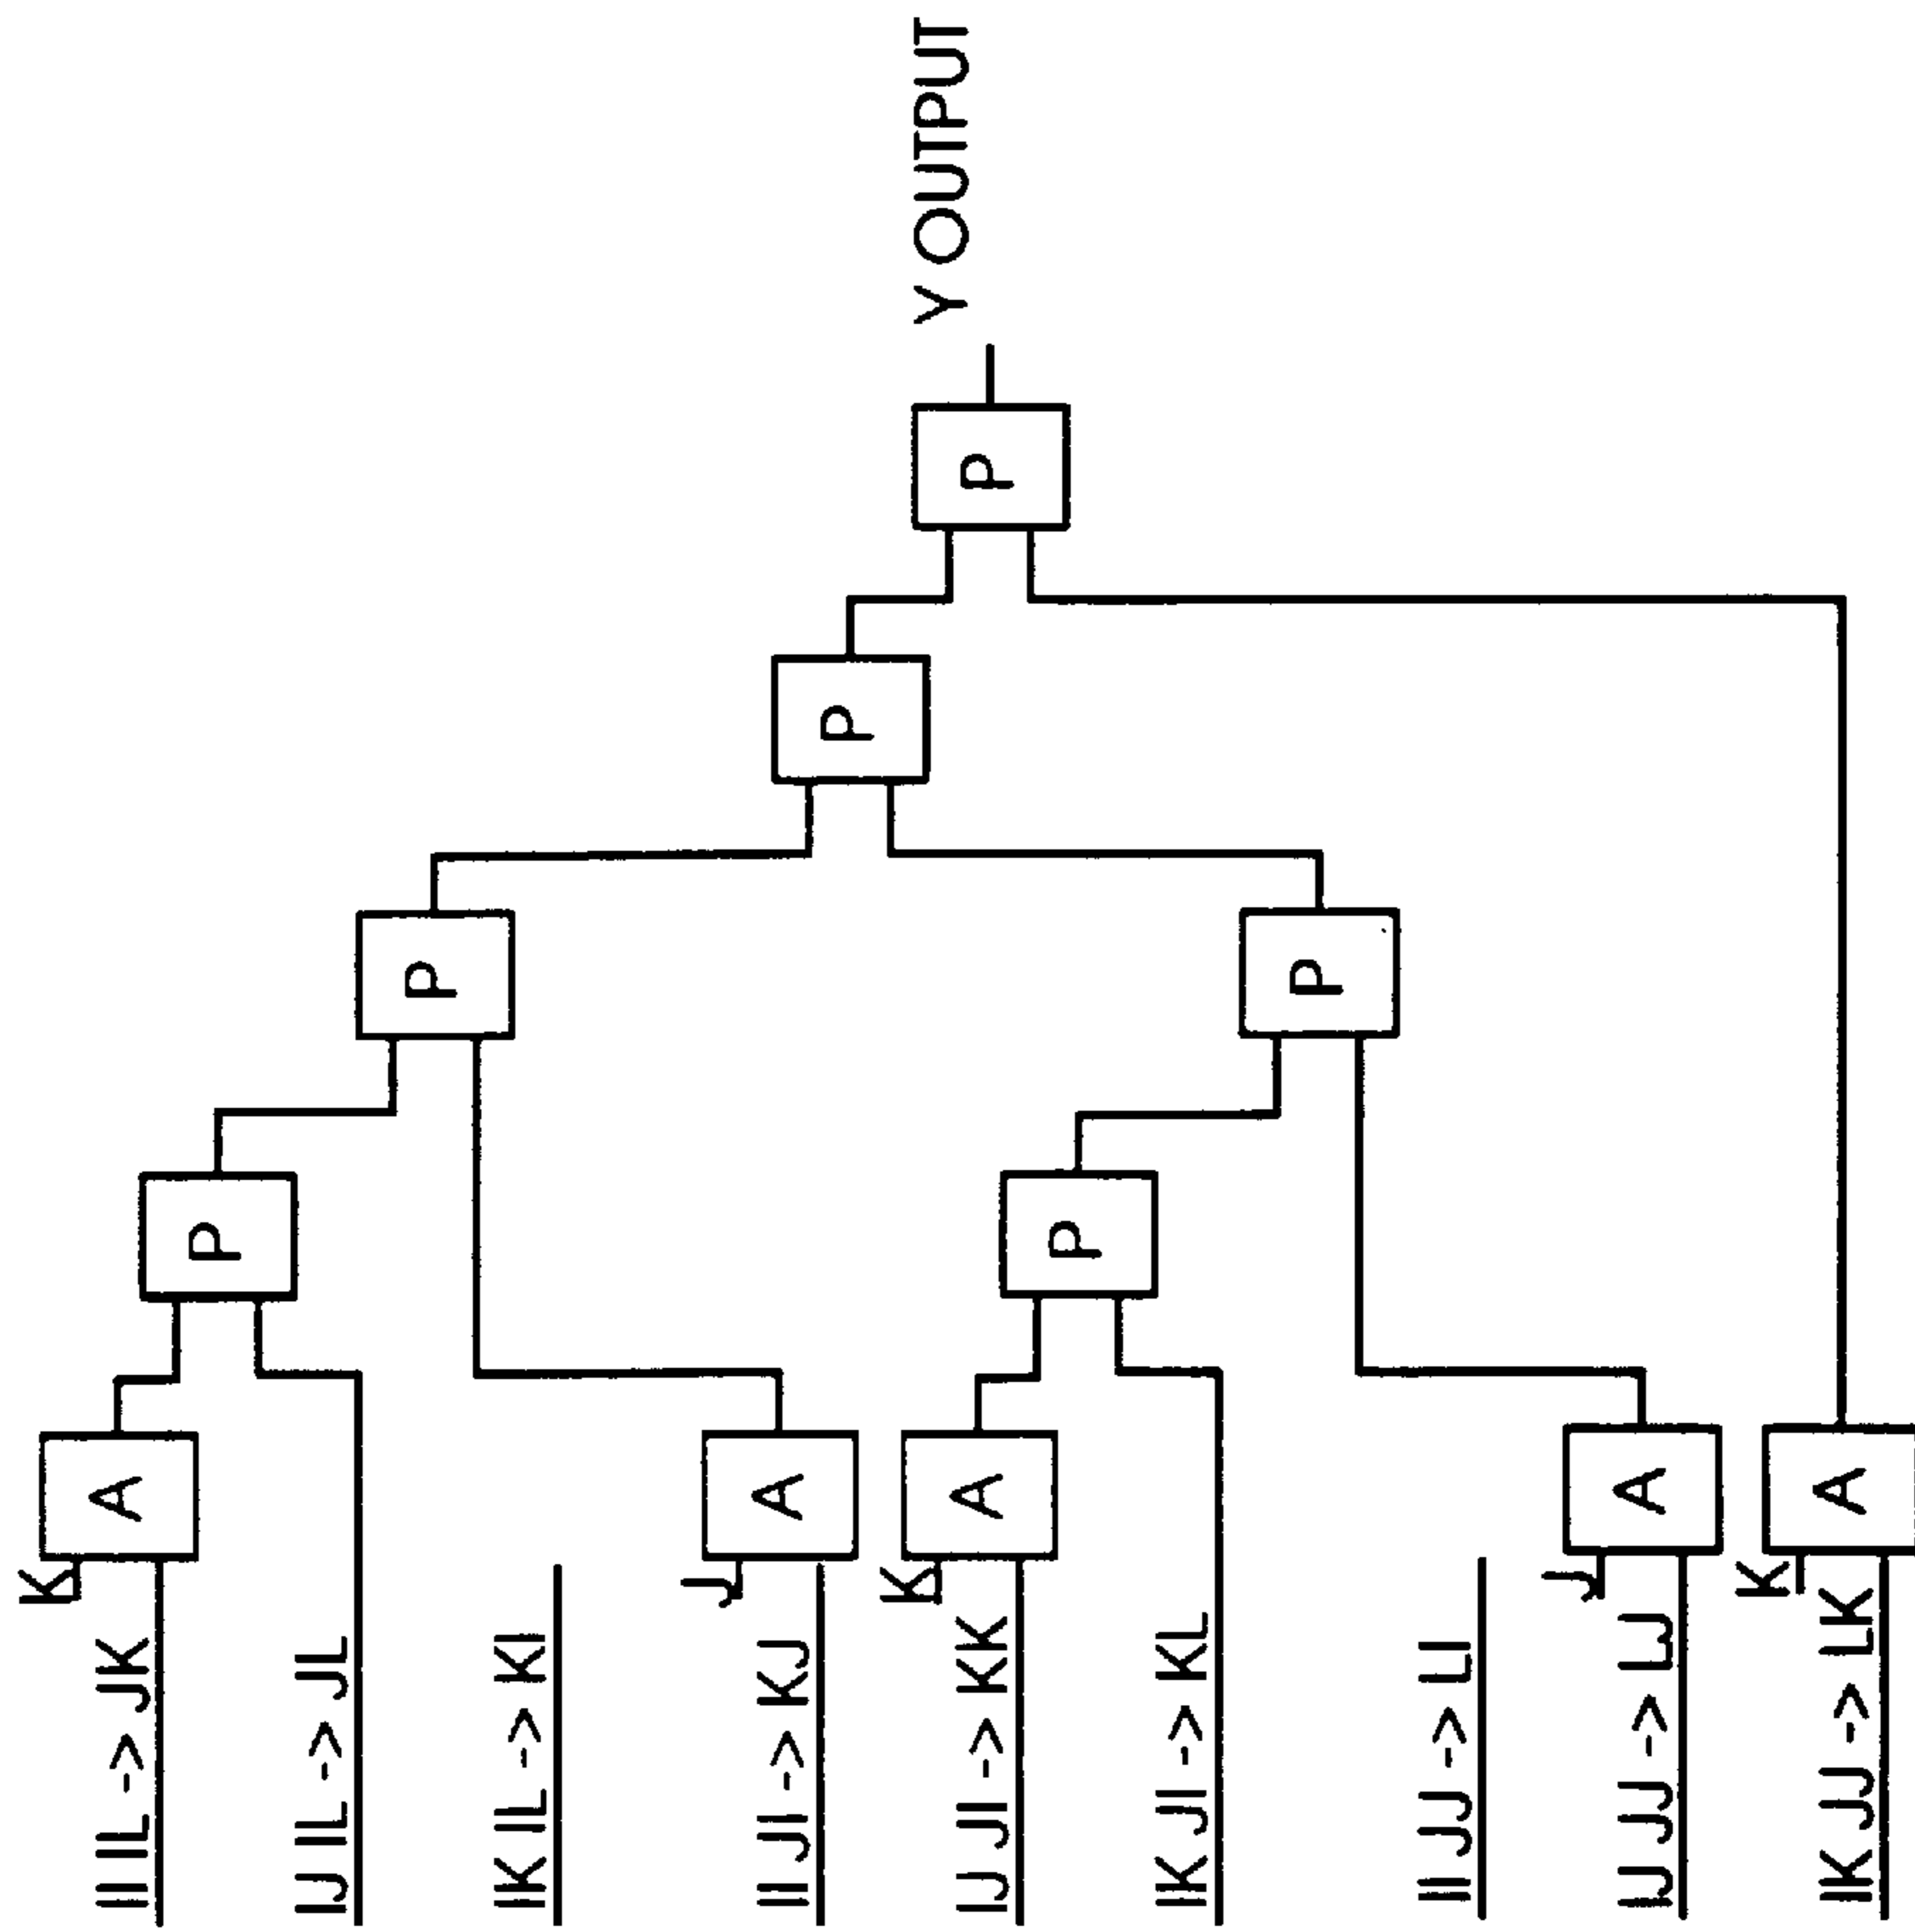 K
II IL -> JK
A
P
IJ IL -> JL
P
IK IL -> KI
J
II JI -> KJ
A
P
K
Y OUTPUT
IJ JI -> KK
A
P
P
IK JI -> KL
P
II JJ -> LI
J
IJ JJ -> LJ
A
K
IK JJ -> LK
A